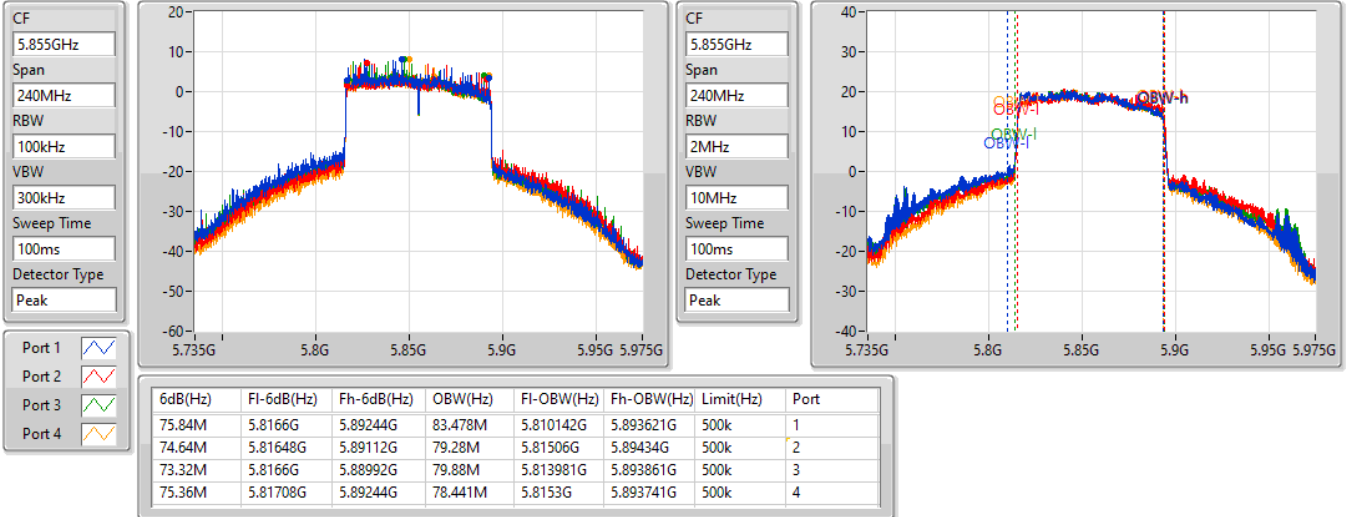 CF
5.855GHz
Span
240MHz
RBW
100kHz
VBW
300kHz
Sweep Time
100ms
Detector Type
Peak
20
10
0
-10
-20
-30
-40
-50
-60
5.735G 5.8G 5.85G 5.9G 5.95G 5.975G
CF
5.855GHz
Span
240MHz
RBW
2MHz
VBW
10MHz
Sweep Time
100ms
Detector Type
Peak
40
30
20
10
0
-10
-20
-30
-40
OBW-h
OBW-l
OBW-l
OBW-l
5.735G 5.8G 5.85G 5.9G 5.95G 5.975G
Port 1
Port 2
Port 3
Port 4
6dB(Hz) Fl-6dB(Hz) Fh-6dB(Hz) OBW(Hz) Fl-OBW(Hz) Fh-OBW(Hz) Limit(Hz) Port
75.84M 5.8166G 5.89244G 83.478M 5.810142G 5.893621G 500k 1
74.64M 5.81648G 5.89112G 79.28M 5.81506G 5.89434G 500k 2
73.32M 5.8166G 5.88992G 79.88M 5.813981G 5.893861G 500k 3
75.36M 5.81708G 5.89244G 78.441M 5.8153G 5.893741G 500k 4